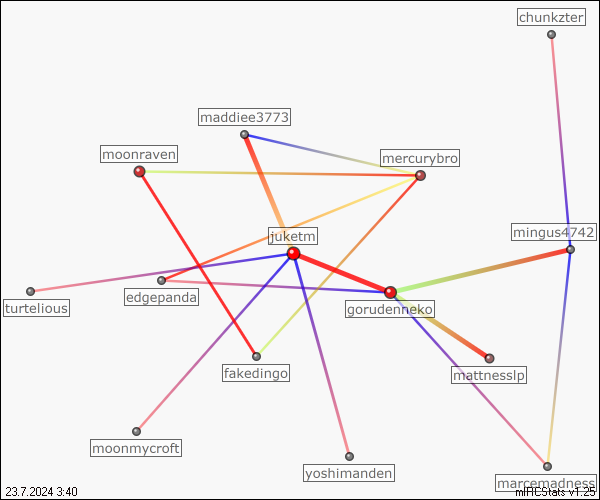 chunkzter
maddiee3773
moonraven
mercurybro
mingus4742
juketm
turtelious
edgepanda
gorudenneko
fakedingo
mattnesslp
moonmycroft
yoshimanden
marcemadness
23.7.2024 3:40
mIRCStats v1.25